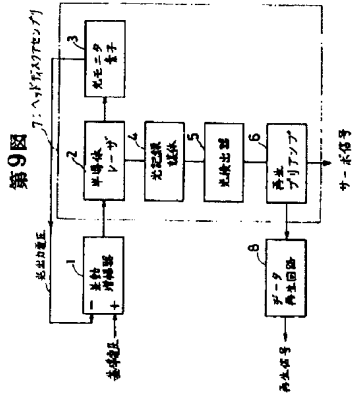 第9図
7:ヘッドディスクアセンブリ
光出力電圧
基準電圧
1
差動
増幅器
−
+
2
半導体
レーザ
3
光モニタ
素子
4
光記録
媒体
5
光検出器
6
再生
プリアンプ
サーボ信号
8
データ
再生回路
再生信号